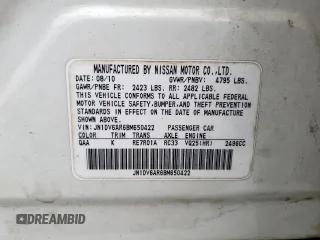 MANUFACTURED BY NISSAN MOTOR CO.,LTD.
DATE: 08/10 GVWR/PNBV: 4795 LBS.
GAWR/PNBE FR: 2423 LBS. RR: 2482 LBS.
THIS VEHICLE CONFORMS TO ALL APPLICABLE FEDERAL
MOTOR VEHICLE SAFETY,BUMPER,AND THEFT PREVENTION
STANDARDS IN EFFECT ON THE DATE OF MANUFACTURE
SHOWN ABOVE.
VIN: JN1DV6AR6BM650422 PASSENGER CAR
COLOR TRIM TRANS AXLE ENGINE
QAA K RE7R01A RC33 VQ25(HR) 2496CC
JN1DV6AR6BM650422
AUTOHELPERBOT.COM